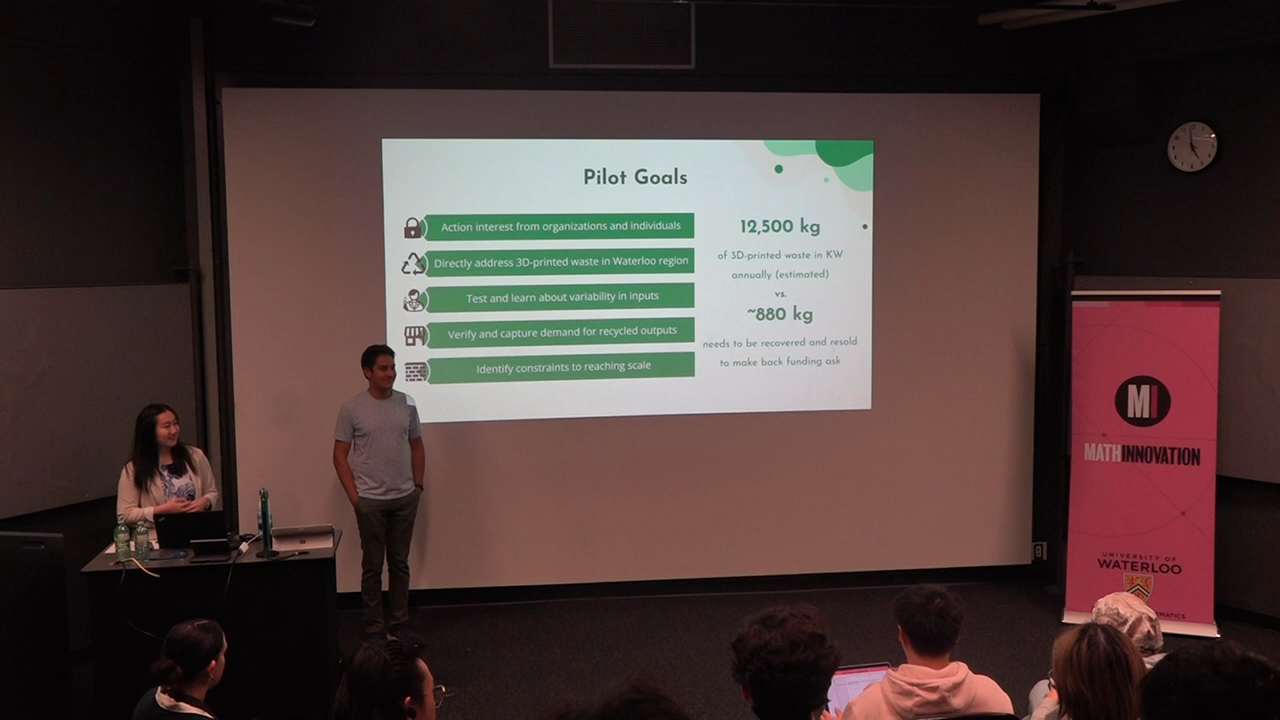 Pilot Goals
Action interest from organizations and individuals
Directly address 3D-printed waste in Waterloo region
Test and learn about variability in inputs
Verify and capture demand for recycled outputs
Identify constraints to reaching scale
12,500 kg
of 3D-printed waste in KW
annually (estimated)
vs.
~880 kg
needs to be recovered and resold
to make back funding ask
MI
MATHINNOVATION
UNIVERSITY OF
WATERLOO